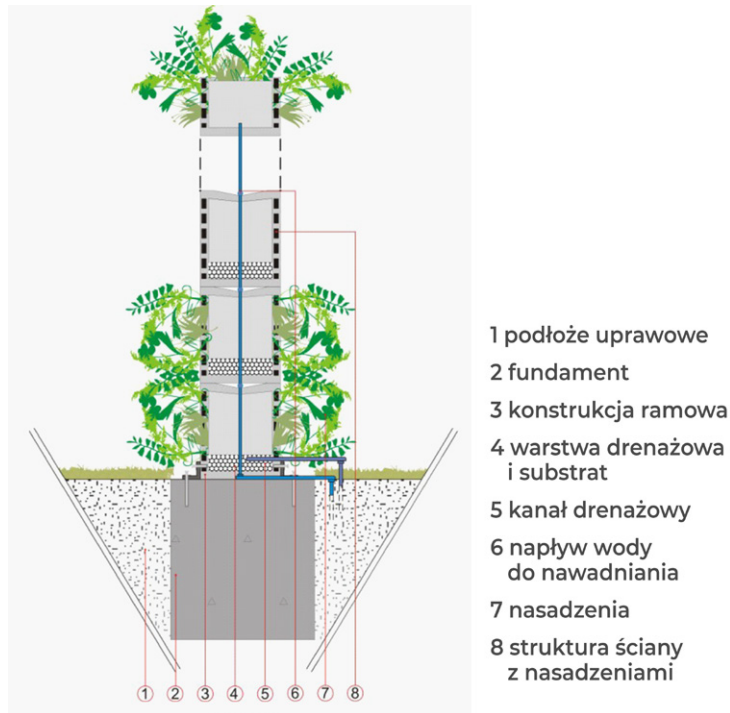 1 podłoże uprawowe
2 fundament
3 konstrukcja ramowa
4 warstwa drenażowa
i substrat
5 kanał drenażowy
6 napływ wody
do nawadniania
7 nasadzenia
8 struktura ściany
z nasadzeniami
1 2 3 4 5 6 7 8